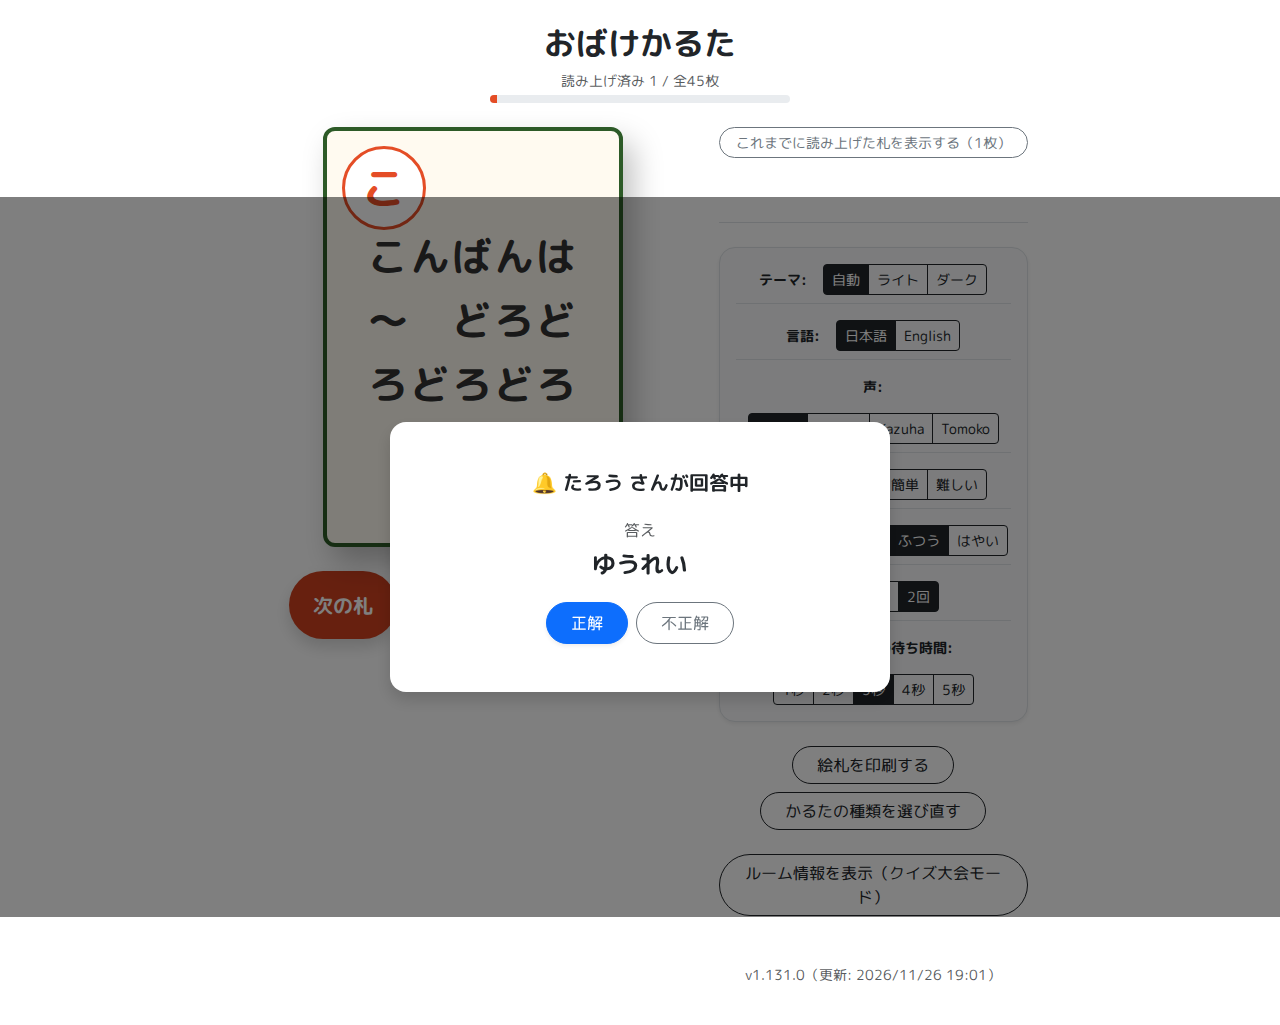 おばけかるた
読み上げ済み 1 / 全45枚
こ
こんばんは
〜　どろど
ろどろどろ
次の札
これまでに読み上げた札を表示する（1枚）
テーマ: 自動 ライト ダーク
言語: 日本語 English
声:
azuha Tomoko
簡単 難しい
ふつう はやい
2回
待ち時間:
4秒 5秒
🔔 たろう さんが回答中
答え
ゆうれい
正解 不正解
絵札を印刷する
かるたの種類を選び直す
ルーム情報を表示（クイズ大会モー
ド）
v1.131.0（更新: 2026/11/26 19:01）